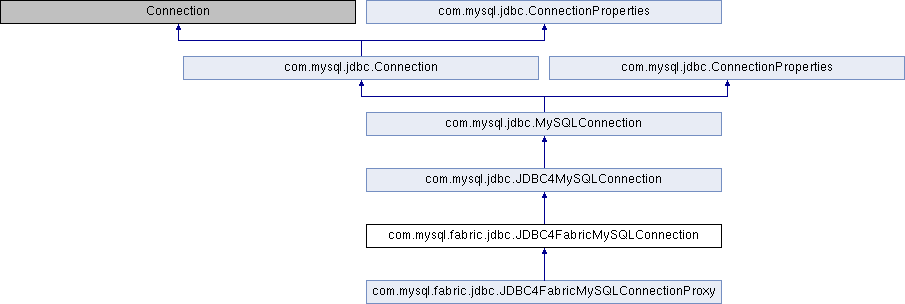 Connection
com.mysql.jdbc.ConnectionProperties
com.mysql.jdbc.Connection
com.mysql.jdbc.ConnectionProperties
com.mysql.jdbc.MySQLConnection
com.mysql.jdbc.JDBC4MySQLConnection
com.mysql.fabric.jdbc.JDBC4FabricMySQLConnection
com.mysql.fabric.jdbc.JDBC4FabricMySQLConnectionProxy